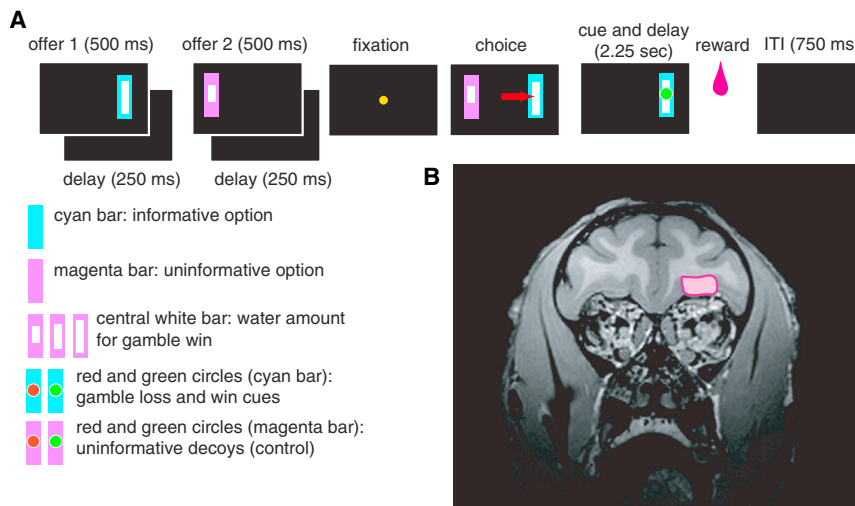 A
offer 1 (500 ms)
offer 2 (500 ms)
fixation
choice
cue and delay
(2.25 sec)
reward
ITI (750 ms)
delay (250 ms)
delay (250 ms)
B
cyan bar: informative option
magenta bar: uninformative option
central white bar: water amount
for gamble win
red and green circles (cyan bar):
gamble loss and win cues
red and green circles (magenta bar):
uninformative decoys (control)